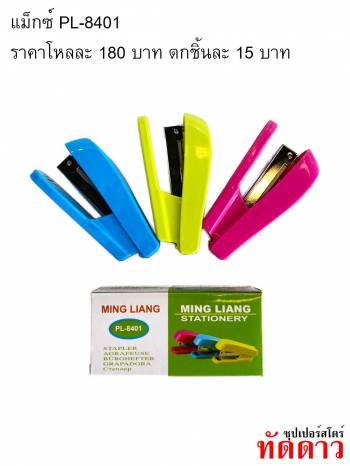 แม็กซ์ PL-8401
ราคาโหลละ 180 บาท ตกชิ้นละ 15 บาท
MING LIANG
PL-8401
STAPLER
AGRAFEUSE
BÜROHEFTER
GRAPADORA
Степлер
MING LIANG
STATIONERY
ซุปเปอร์สโตร์
ทัดดาว